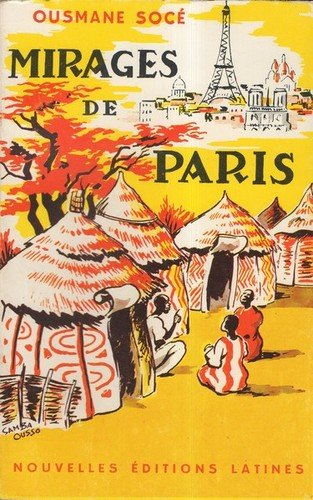 OUSMANE SOCÉ
MIRAGES
DE
PARIS
SAMBA
OUSSO
NOUVELLES ÉDITIONS LATINES